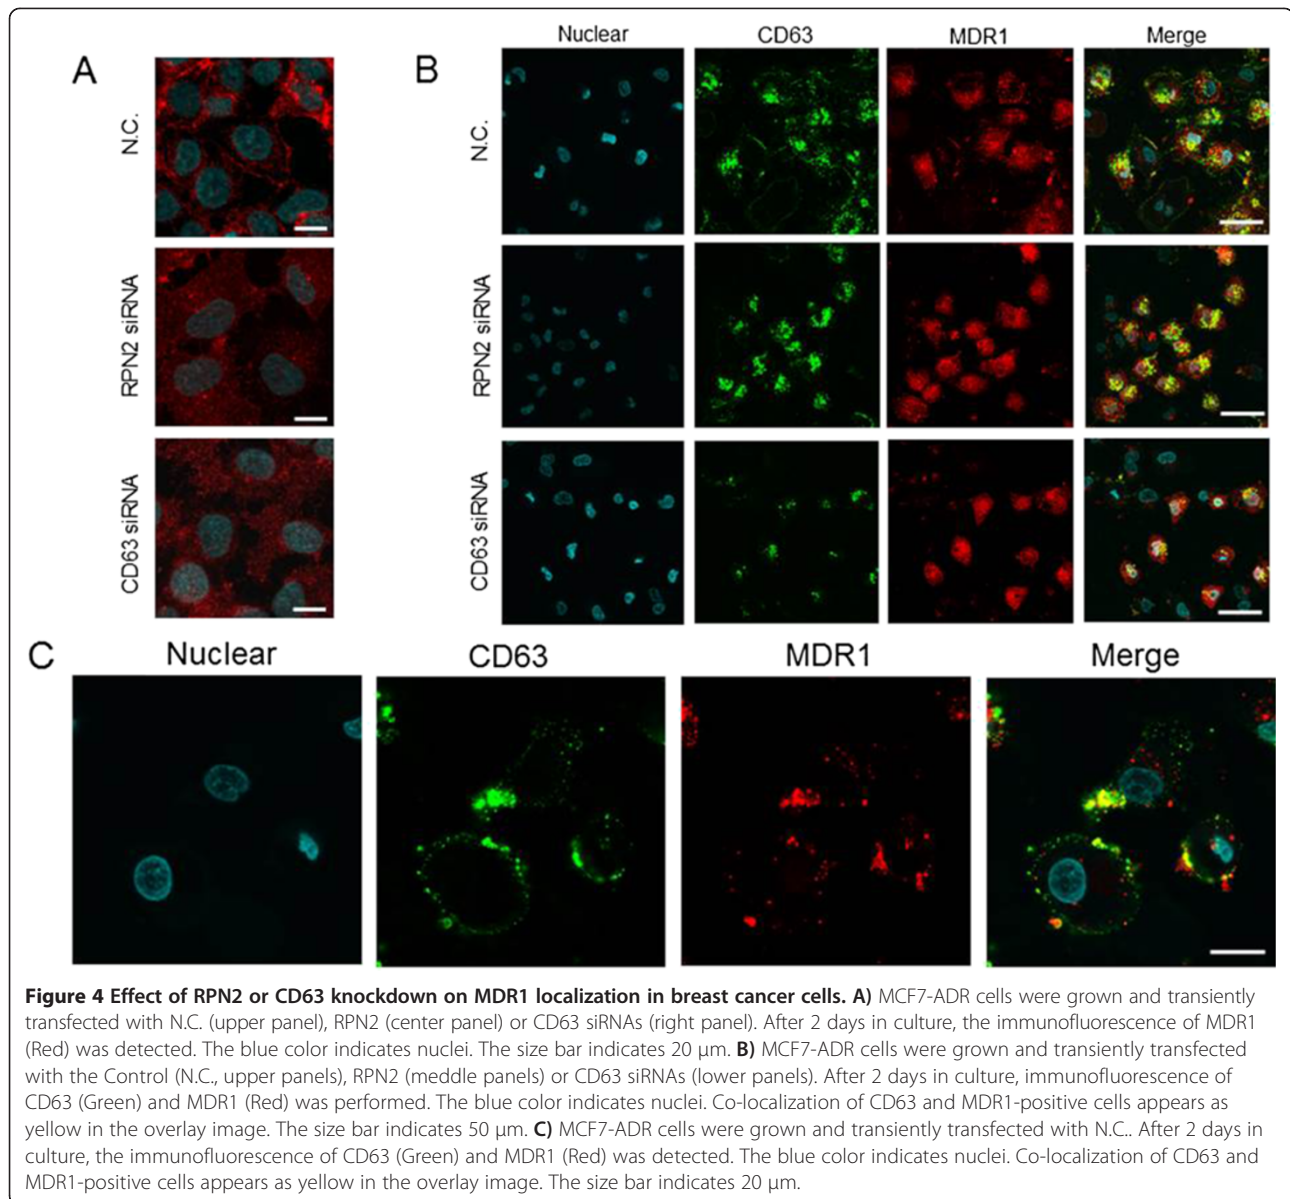 A
N.C.
RPN2 siRNA
CD63 siRNA
B
Nuclear CD63 MDR1 Merge
N.C.
RPN2 siRNA
CD63 siRNA
C
Nuclear CD63 MDR1 Merge
Figure 4 Effect of RPN2 or CD63 knockdown on MDR1 localization in breast cancer cells. A) MCF7-ADR cells were grown and transiently
transfected with N.C. (upper panel), RPN2 (center panel) or CD63 siRNAs (right panel). After 2 days in culture, the immunofluorescence of MDR1
(Red) was detected. The blue color indicates nuclei. The size bar indicates 20 μm. B) MCF7-ADR cells were grown and transiently transfected
with the Control (N.C., upper panels), RPN2 (meddle panels) or CD63 siRNAs (lower panels). After 2 days in culture, immunofluorescence of
CD63 (Green) and MDR1 (Red) was performed. The blue color indicates nuclei. Co-localization of CD63 and MDR1-positive cells appears as
yellow in the overlay image. The size bar indicates 50 μm. C) MCF7-ADR cells were grown and transiently transfected with N.C.. After 2 days in
culture, the immunofluorescence of CD63 (Green) and MDR1 (Red) was detected. The blue color indicates nuclei. Co-localization of CD63 and
MDR1-positive cells appears as yellow in the overlay image. The size bar indicates 20 μm.